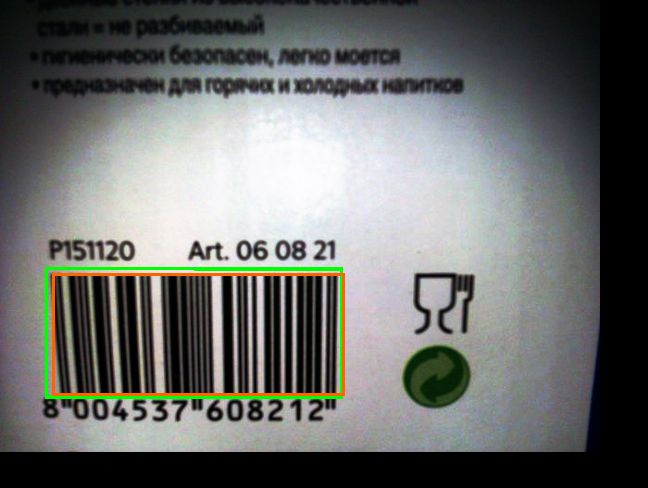 стали = не разбиваемый
• гигиенически безопасен, легко моется
• предназначен для горячих и холодных напитков
P151120 Art. 06 08 21
8"004537"608212"